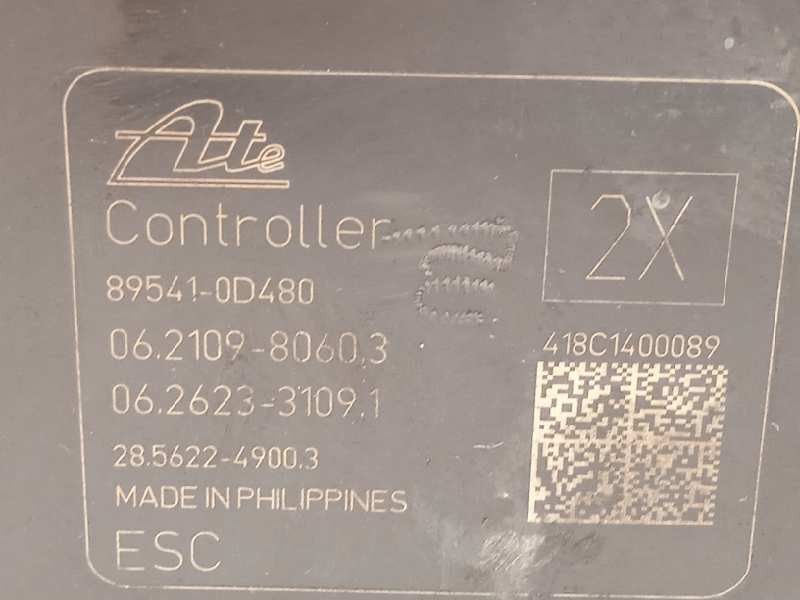 Ate
Controller
89541-0D480
06.2109-8060.3
06.2623-3109.1
28.5622-4900.3
MADE IN PHILIPPINES
ESC
2X
418C1400089